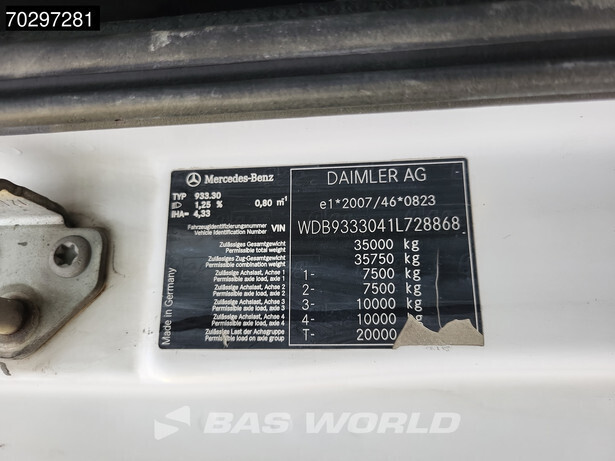 70297281
Mercedes-Benz
DAIMLER AG
TYP 933.30
1,25 % 0,80 m¹
IHA= 4,33
e1*2007/46*0823
Fahrzeugidentifizierungsnummer
Vehicle Identification Number VIN WDB9333041L728868
Zulässiges Gesamtgewicht
Permissible total weight 35000 kg
Zulässiges Zug-Gesamtgewicht
Permissible combination weight 35750 kg
Zulässige Achslast, Achse 1
Permissible axle load, axle 1 1- 7500 kg
Zulässige Achslast, Achse 2
Permissible axle load, axle 2 2- 7500 kg
Zulässige Achslast, Achse 3
Permissible axle load, axle 3 3- 10000 kg
Zulässige Achslast, Achse 4
Permissible axle load, axle 4 4- 10000 kg
Zulässige Last der Achsgruppe
Permissible axle load on axle group T- 20000
Made in Germany
BAS WORLD